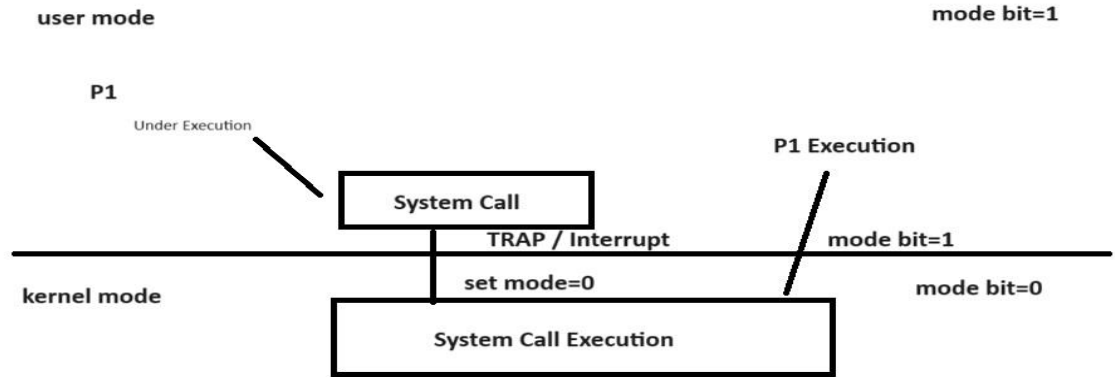 user mode
mode bit=1
P1
Under Execution
P1 Execution
System Call
TRAP / Interrupt
mode bit=1
set mode=0
kernel mode
mode bit=0
System Call Execution